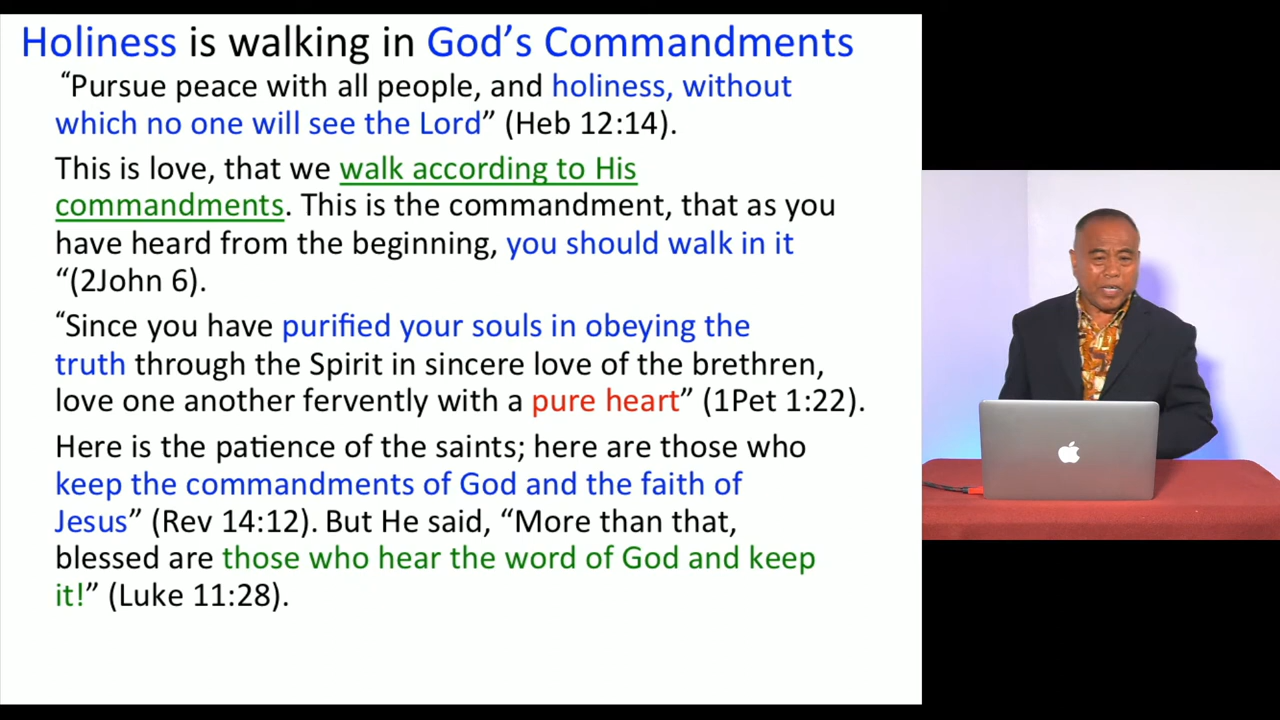 Holiness is walking in God’s Commandments
“Pursue peace with all people, and holiness, without
which no one will see the Lord” (Heb 12:14).
This is love, that we walk according to His
commandments. This is the commandment, that as you
have heard from the beginning, you should walk in it
“(2John 6).
“Since you have purified your souls in obeying the
truth through the Spirit in sincere love of the brethren,
love one another fervently with a pure heart” (1Pet 1:22).
Here is the patience of the saints; here are those who
keep the commandments of God and the faith of
Jesus” (Rev 14:12). But He said, “More than that,
blessed are those who hear the word of God and keep
it!” (Luke 11:28).